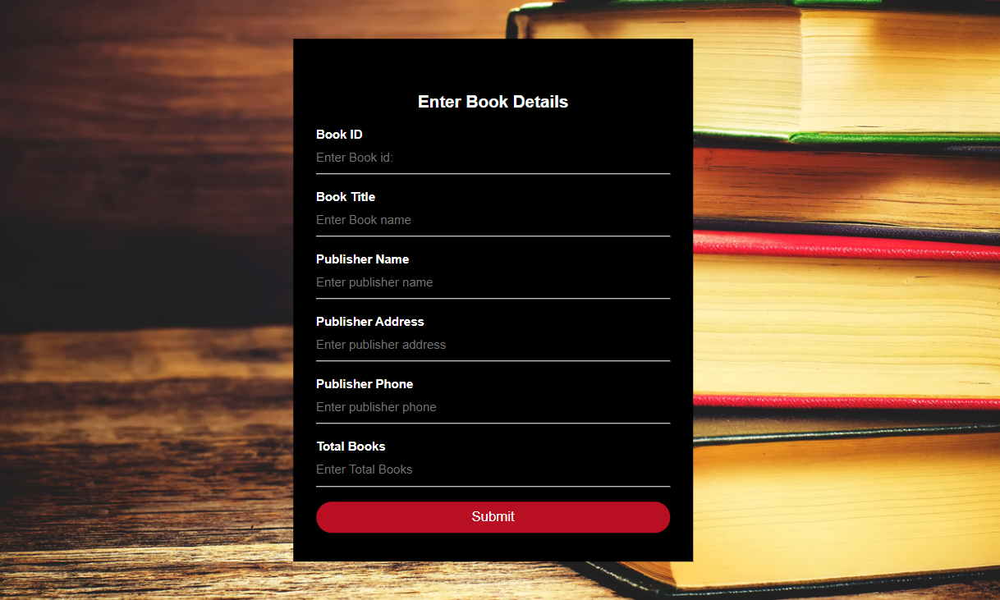 Enter Book Details
Book ID
Enter Book id:
Book Title
Enter Book name
Publisher Name
Enter publisher name
Publisher Address
Enter publisher address
Publisher Phone
Enter publisher phone
Total Books
Enter Total Books
Submit